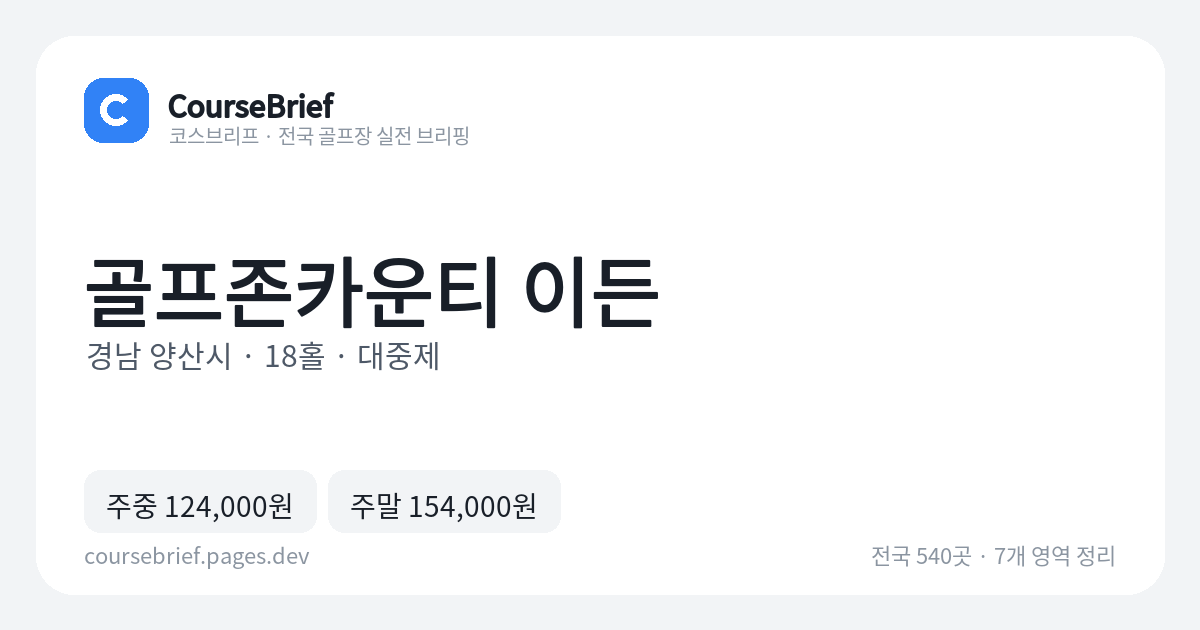 CourseBrief
코스브리프 · 전국 골프장 실전 브리핑
골프존카운티 이든
경남 양산시 · 18홀 · 대중제
주중 124,000원 주말 154,000원
coursebrief.pages.dev 전국 540곳 · 7개 영역 정리